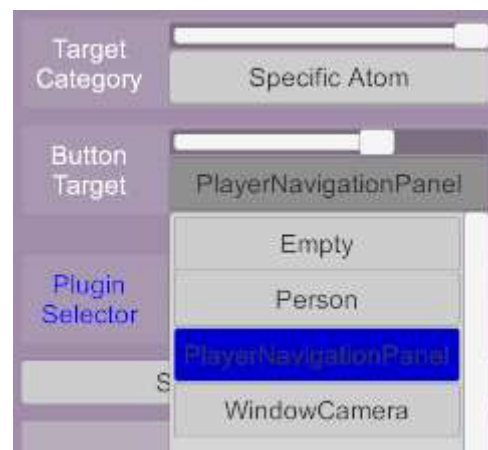 Target
Category
Specific Atom
Button
Target
PlayerNavigationPanel
Empty
Plugin
Selector
Person
PlayerNavigationPanel
S
WindowCamera